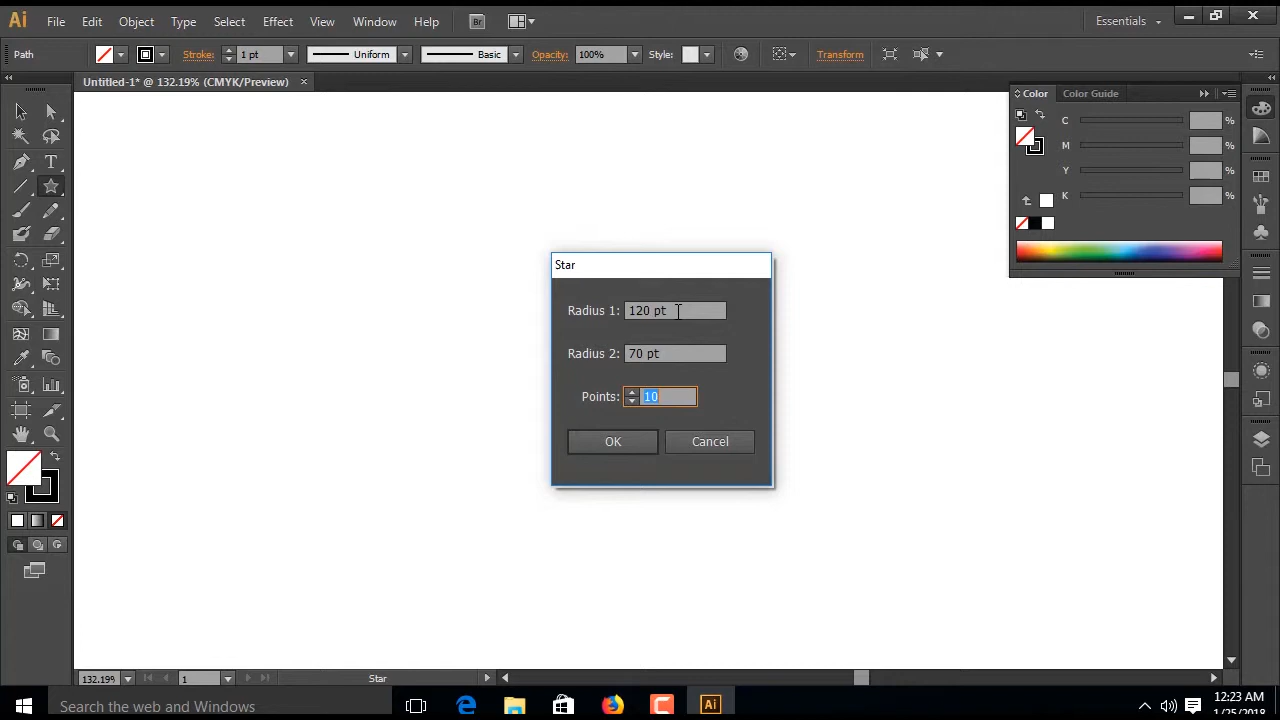 Ai File Edit Object Type Select Effect View Window Help Br Essentials
Path Stroke: 1 pt Uniform Basic Opacity: 100% Style: Transform
Untitled-1* @ 132.19% (CMYK/Preview) ×
Color Color Guide
C %
M %
Y %
K %
T
Star
Radius 1: 120 pt
Radius 2: 70 pt
Points: 10
OK Cancel
132.19% 1 Star
Search the web and Windows
Ai
12:23 AM
1/25/2018